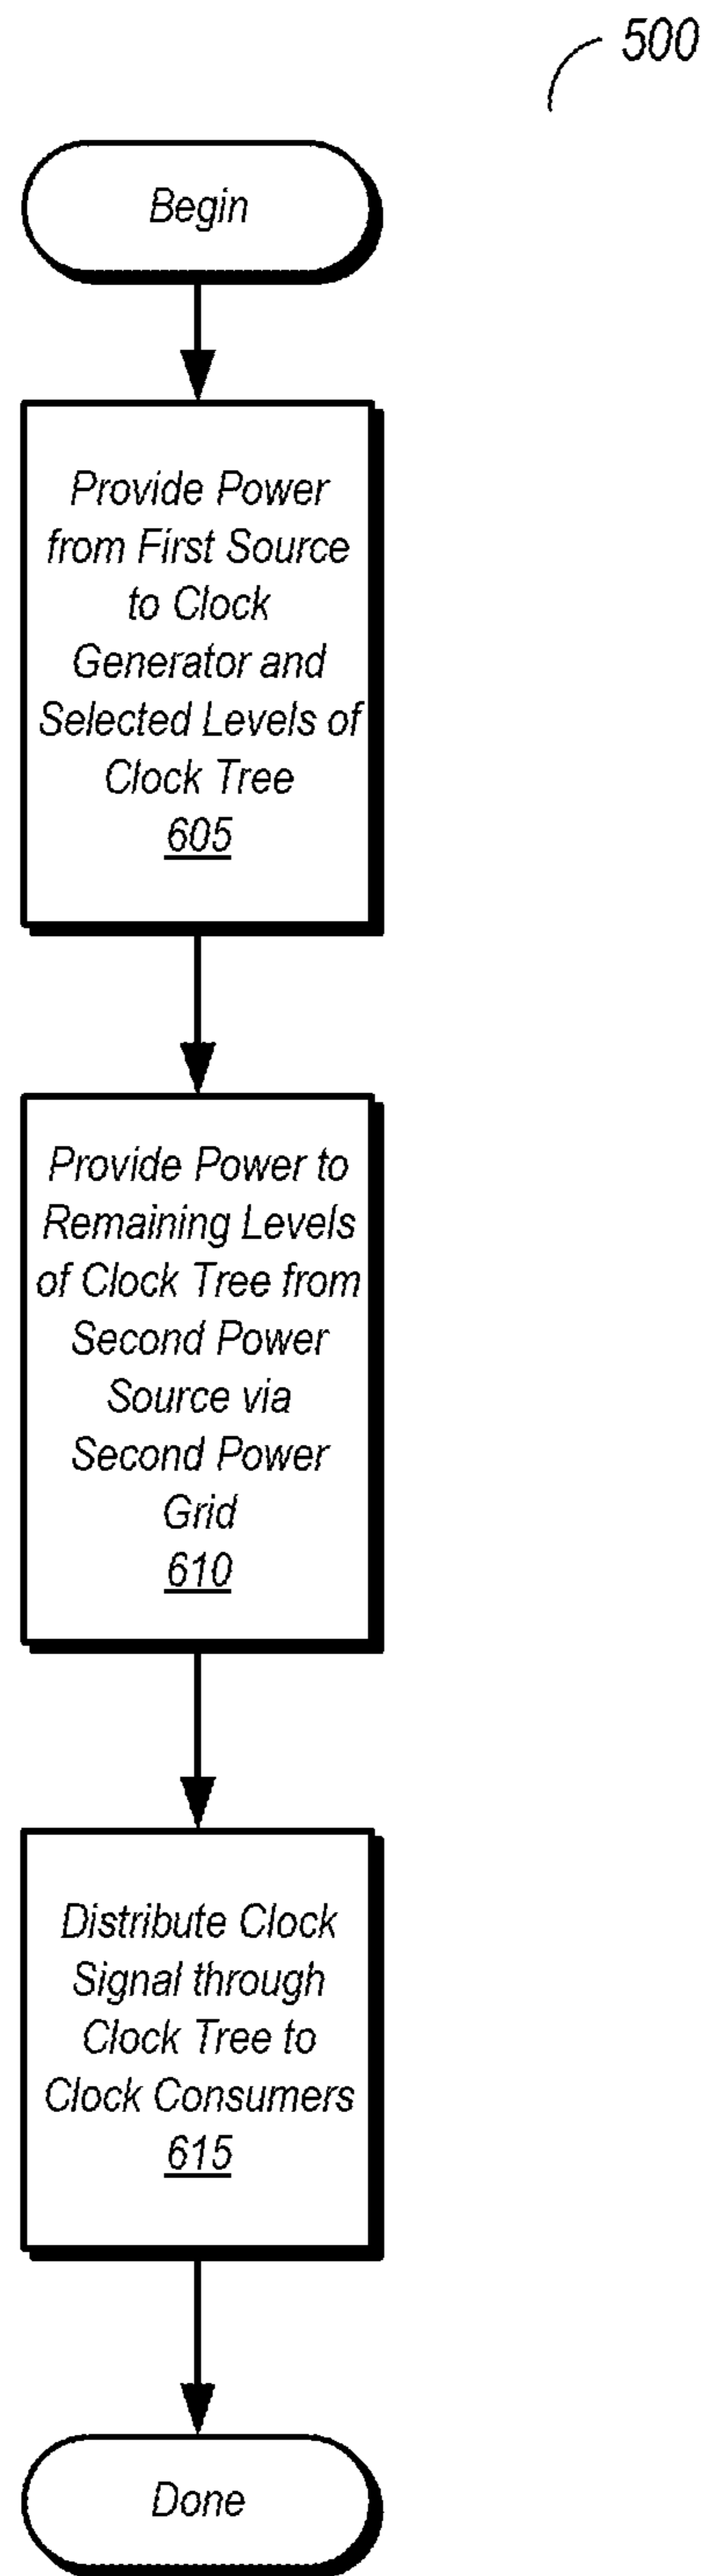 500
Begin
Provide Power
from First Source
to Clock
Generator and
Selected Levels of
Clock Tree
605
Provide Power to
Remaining Levels
of Clock Tree from
Second Power
Source via
Second Power
Grid
610
Distribute Clock
Signal through
Clock Tree to
Clock Consumers
615
Done